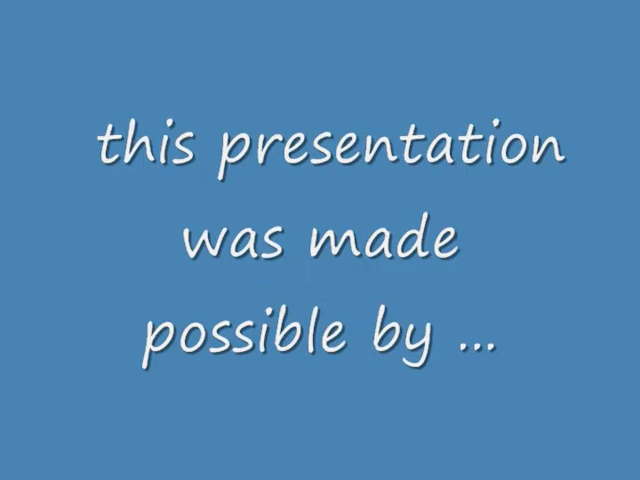 this presentation
was made
possible by ...